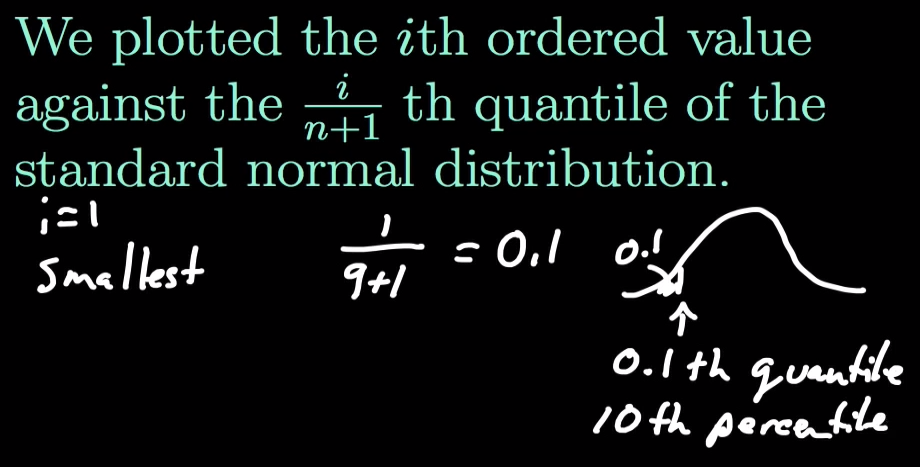 We plotted the ith ordered value
against the i/(n+1) th quantile of the
standard normal distribution.
i=1
smallest
1/(9+1) = 0.1
0.1
0.1th quantile
10th percentile